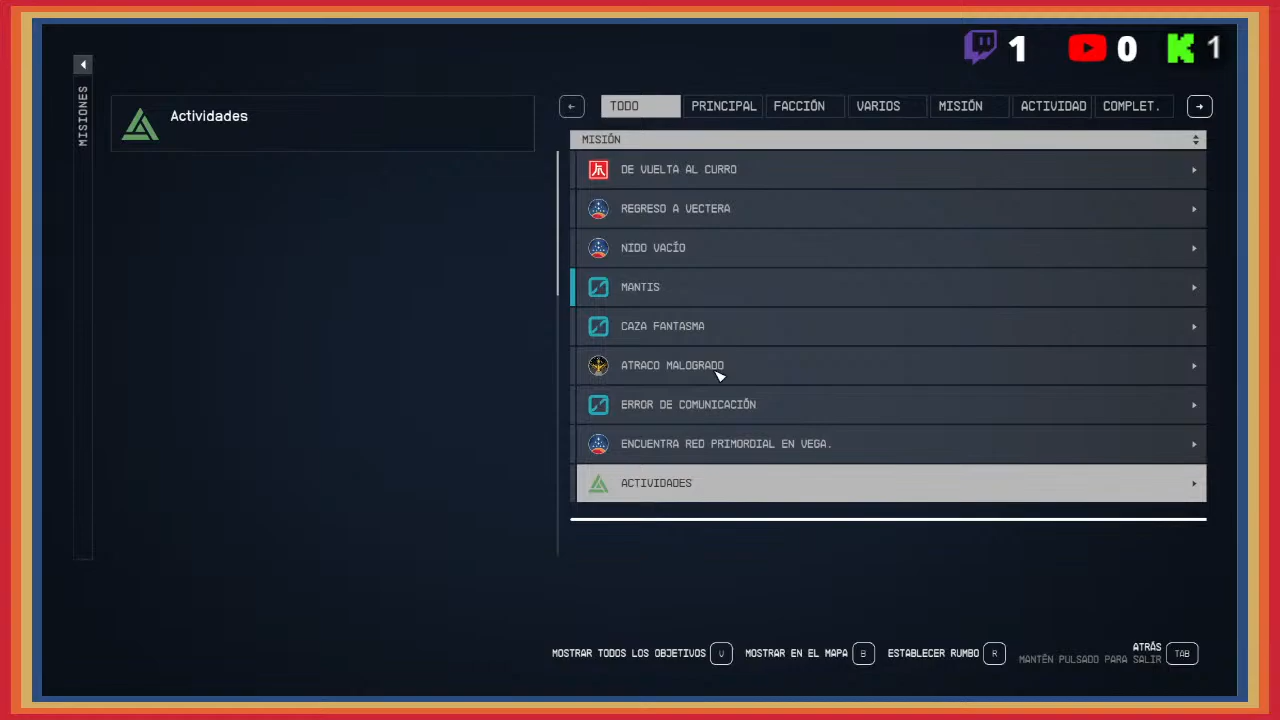 1
0
1
MISIONES
Actividades
TODO
PRINCIPAL
FACCIÓN
VARIOS
MISIÓN
ACTIVIDAD
COMPLET.
MISIÓN
DE VUELTA AL CURRO
REGRESO A VECTERA
NIDO VACÍO
MANTIS
CAZA FANTASMA
ATRACO MALOGRADO
ERROR DE COMUNICACIÓN
ENCUENTRA RED PRIMORDIAL EN VEGA.
ACTIVIDADES
MOSTRAR TODOS LOS OBJETIVOS V
MOSTRAR EN EL MAPA B
ESTABLECER RUMBO R
ATRÁS TAB
MANTÉN PULSADO PARA SALIR